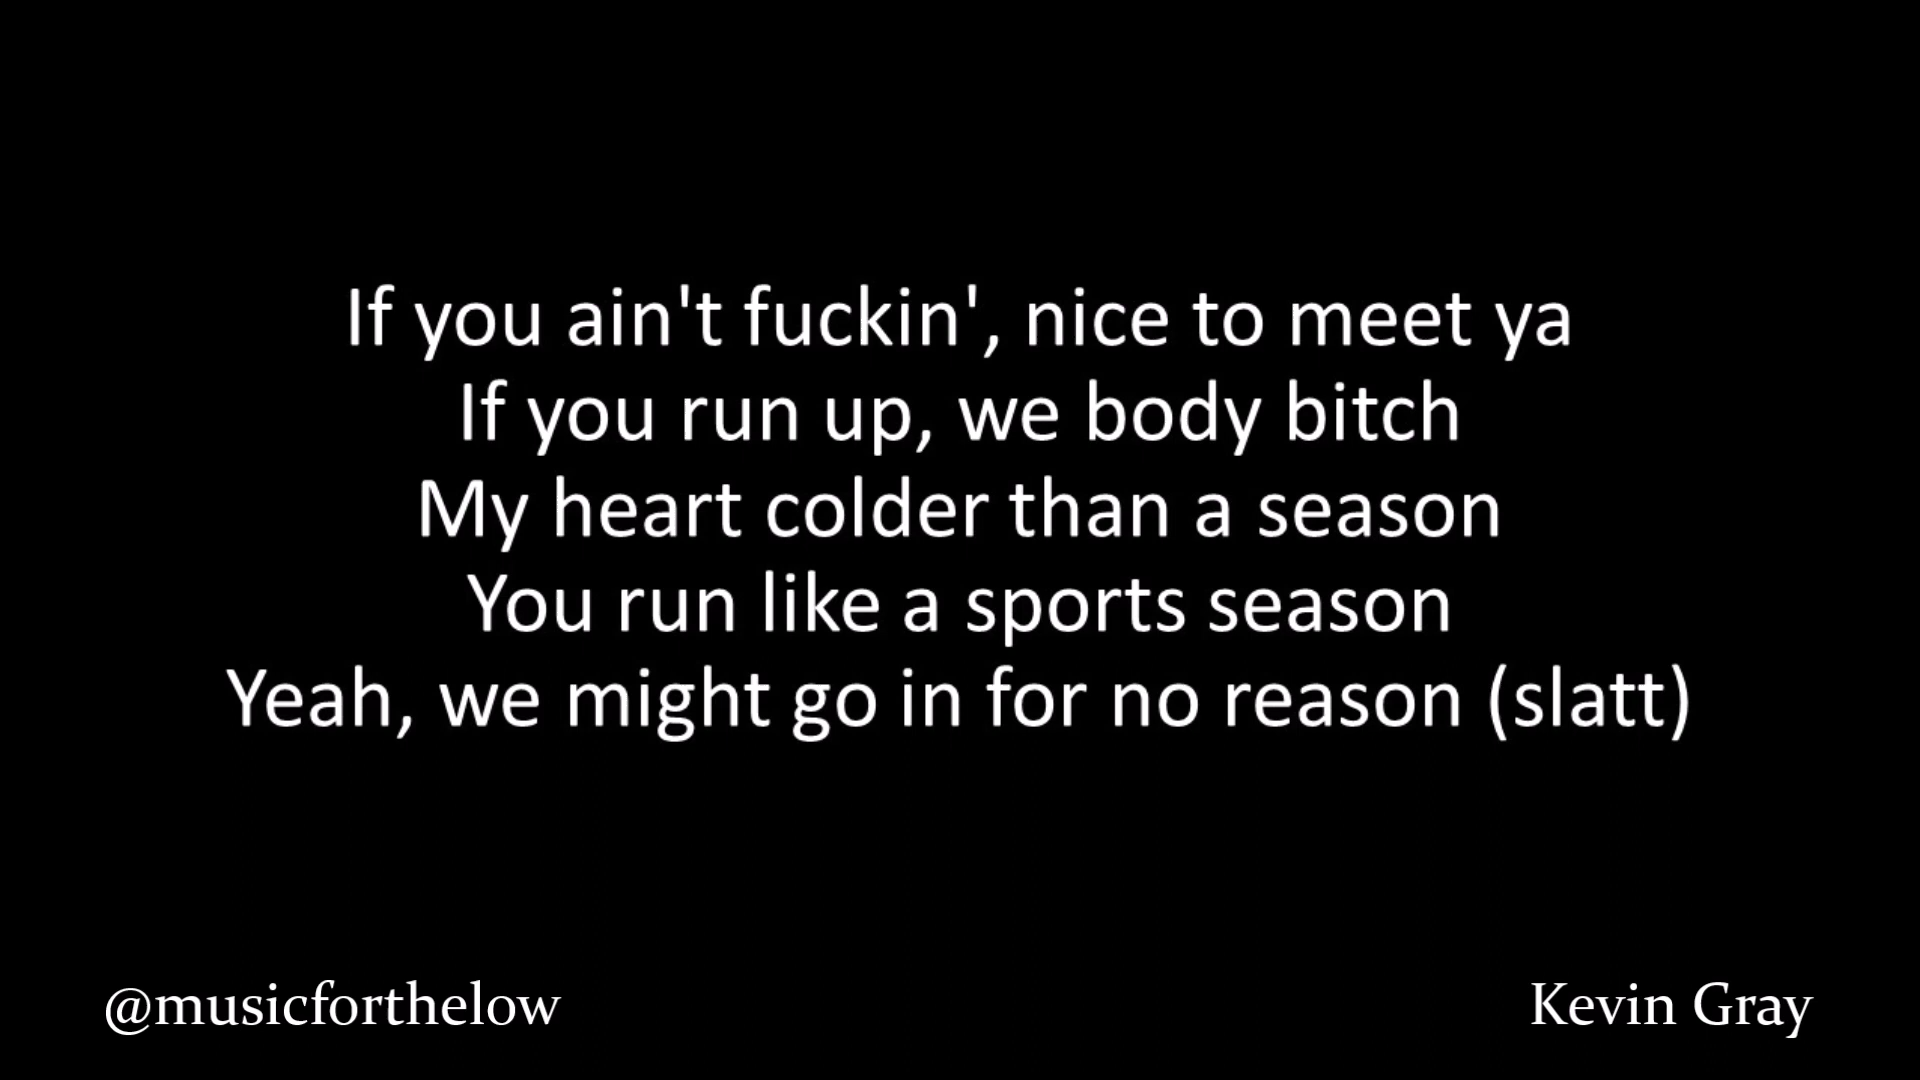 If you ain't fuckin', nice to meet ya
If you run up, we body bitch
My heart colder than a season
You run like a sports season
Yeah, we might go in for no reason (slatt)
@musicforthelow
Kevin Gray